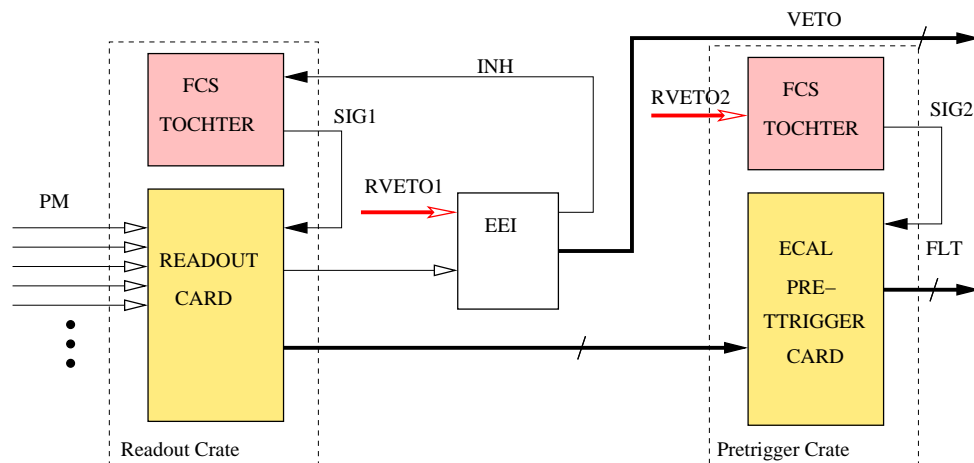 VETO
INH
FCS
TOCHTER
SIG1
RVETO2
FCS
TOCHTER
SIG2
PM
RVETO1
READOUT
CARD
EEI
ECAL
PRE–
TTRIGGER
CARD
FLT
Readout Crate
Pretrigger Crate